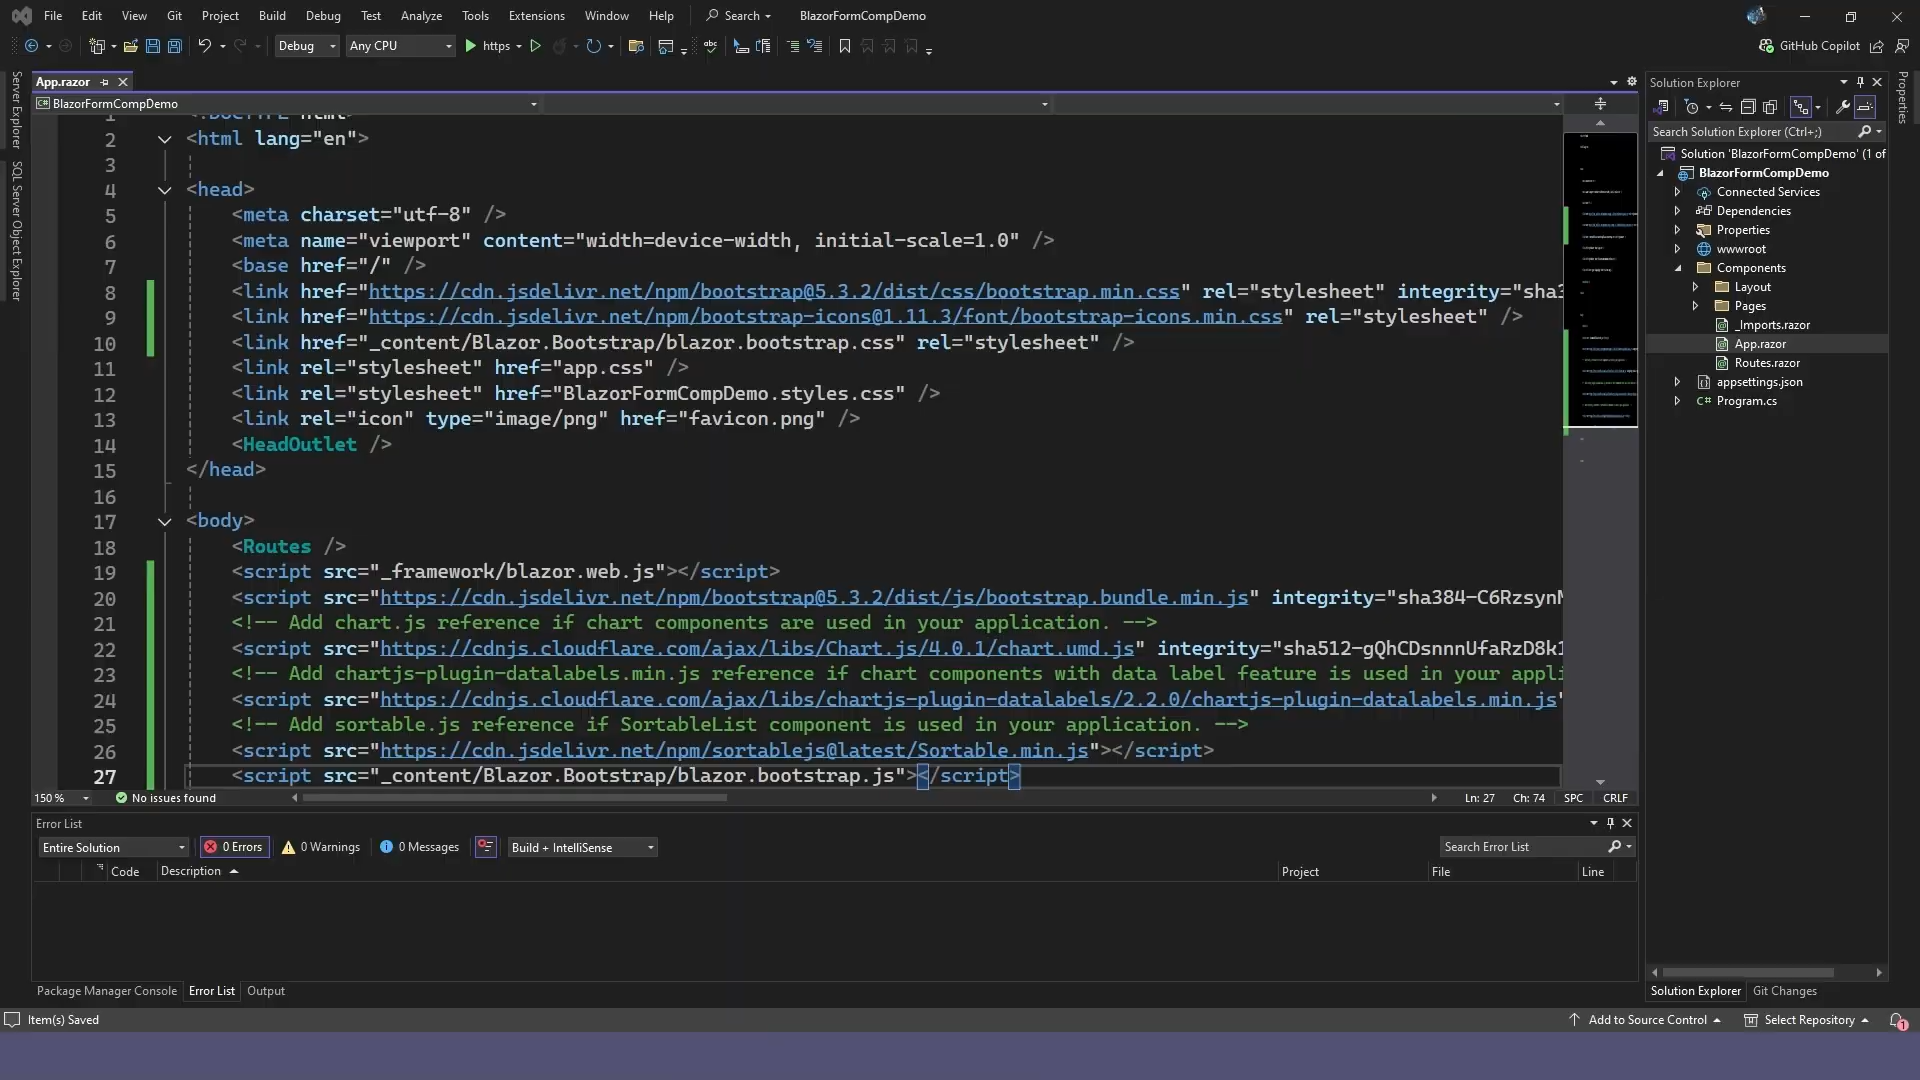 File Edit View Git Project Build Debug Test Analyze Tools Extensions Window Help Search BlazorFormCompDemo
Debug Any CPU https GitHub Copilot
Server Explorer
SQL Server Object Explorer
App.razor
BlazorFormCompDemo
2 <html lang="en">
3
4 <head>
5 <meta charset="utf-8" />
6 <meta name="viewport" content="width=device-width, initial-scale=1.0" />
7 <base href="/" />
8 <link href="https://cdn.jsdelivr.net/npm/bootstrap@5.3.2/dist/css/bootstrap.min.css" rel="stylesheet" integrity="sha3
9 <link href="https://cdn.jsdelivr.net/npm/bootstrap-icons@1.11.3/font/bootstrap-icons.min.css" rel="stylesheet" />
10 <link href="_content/Blazor.Bootstrap/blazor.bootstrap.css" rel="stylesheet" />
11 <link rel="stylesheet" href="app.css" />
12 <link rel="stylesheet" href="BlazorFormCompDemo.styles.css" />
13 <link rel="icon" type="image/png" href="favicon.png" />
14 <HeadOutlet />
15 </head>
16
17 <body>
18 <Routes />
19 <script src="_framework/blazor.web.js"></script>
20 <script src="https://cdn.jsdelivr.net/npm/bootstrap@5.3.2/dist/js/bootstrap.bundle.min.js" integrity="sha384-C6RzsynM
21 <!-- Add chart.js reference if chart components are used in your application. -->
22 <script src="https://cdnjs.cloudflare.com/ajax/libs/Chart.js/4.0.1/chart.umd.js" integrity="sha512-gQhCDsnnnUfaRzD8k1
23 <!-- Add chartjs-plugin-datalabels.min.js reference if chart components with data label feature is used in your appli
24 <script src="https://cdnjs.cloudflare.com/ajax/libs/chartjs-plugin-datalabels/2.2.0/chartjs-plugin-datalabels.min.js"
25 <!-- Add sortable.js reference if SortableList component is used in your application. -->
26 <script src="https://cdn.jsdelivr.net/npm/sortablejs@latest/Sortable.min.js"></script>
27 <script src="_content/Blazor.Bootstrap/blazor.bootstrap.js"></script>
150 % No issues found Ln: 27 Ch: 74 SPC CRLF
Error List
Entire Solution 0 Errors 0 Warnings 0 Messages Build + IntelliSense Search Error List
Code Description Project File Line
Package Manager Console Error List Output
Solution Explorer
Search Solution Explorer (Ctrl+;)
Solution 'BlazorFormCompDemo' (1 of
BlazorFormCompDemo
Connected Services
Dependencies
Properties
wwwroot
Components
Layout
Pages
_Imports.razor
App.razor
Routes.razor
appsettings.json
C# Program.cs
Solution Explorer Git Changes
Properties
Item(s) Saved Add to Source Control Select Repository 1